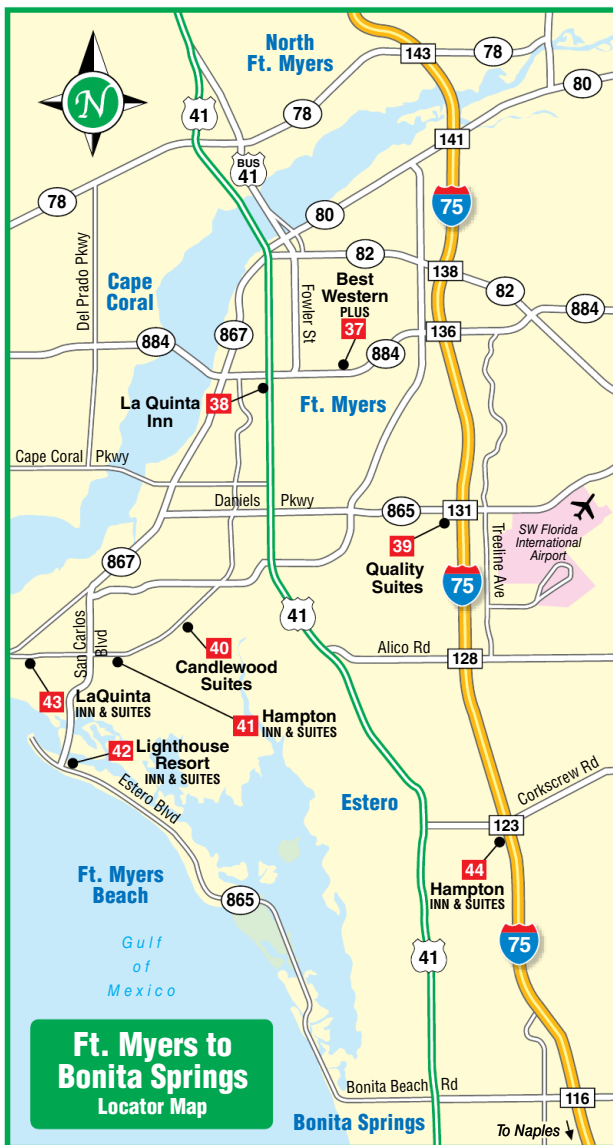 North
Ft. Myers
143
78
80
N
41
78
BUS
41
141
78
80
75
Del Prado Pkwy
82
138
Cape
Coral
Best
Western
PLUS
37
Fowler St
82
884
867
136
884
884
La Quinta
Inn
38
Ft. Myers
Cape Coral Pkwy
Daniels Pkwy
865
131
SW Florida
International
Airport
39
Quality
Suites
Treeline Ave
867
75
41
San Carlos
Blvd
40
Candlewood
Suites
Alico Rd
128
43
LaQuinta
INN & SUITES
41
Hampton
INN & SUITES
42
Lighthouse
Resort
INN & SUITES
Estero Blvd
Estero
Corkscrew Rd
123
44
Hampton
INN & SUITES
Ft. Myers
Beach
865
Gulf
of
Mexico
41
75
Ft. Myers to
Bonita Springs
Locator Map
Bonita Beach Rd
116
Bonita Springs
To Naples